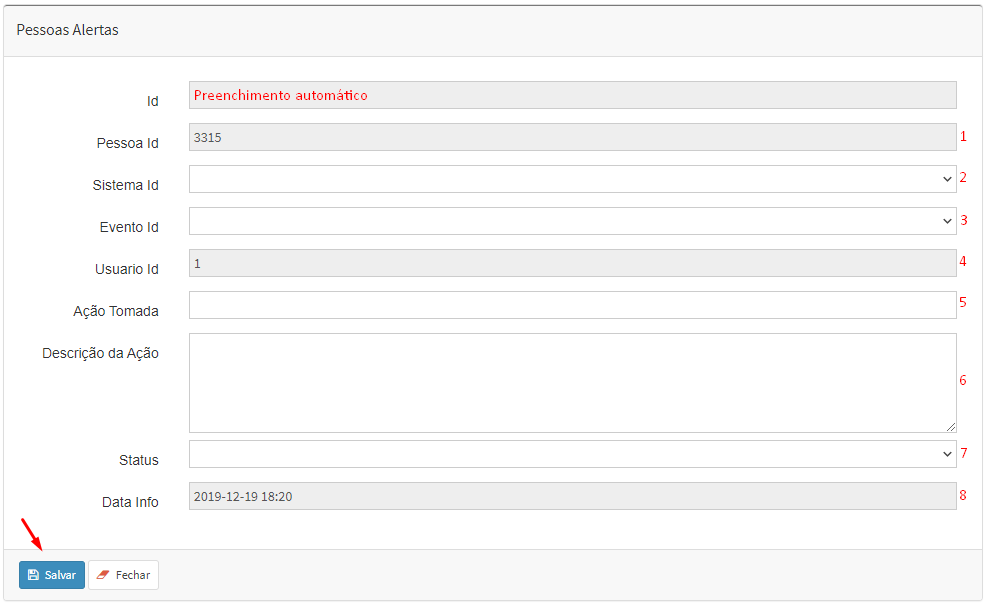 Pessoas Alertas
Id Preenchimento automático
Pessoa Id 3315 1
Sistema Id 2
Evento Id 3
Usuario Id 1 4
Ação Tomada 5
Descrição da Ação 6
Status 7
Data Info 2019-12-19 18:20 8
Salvar Fechar